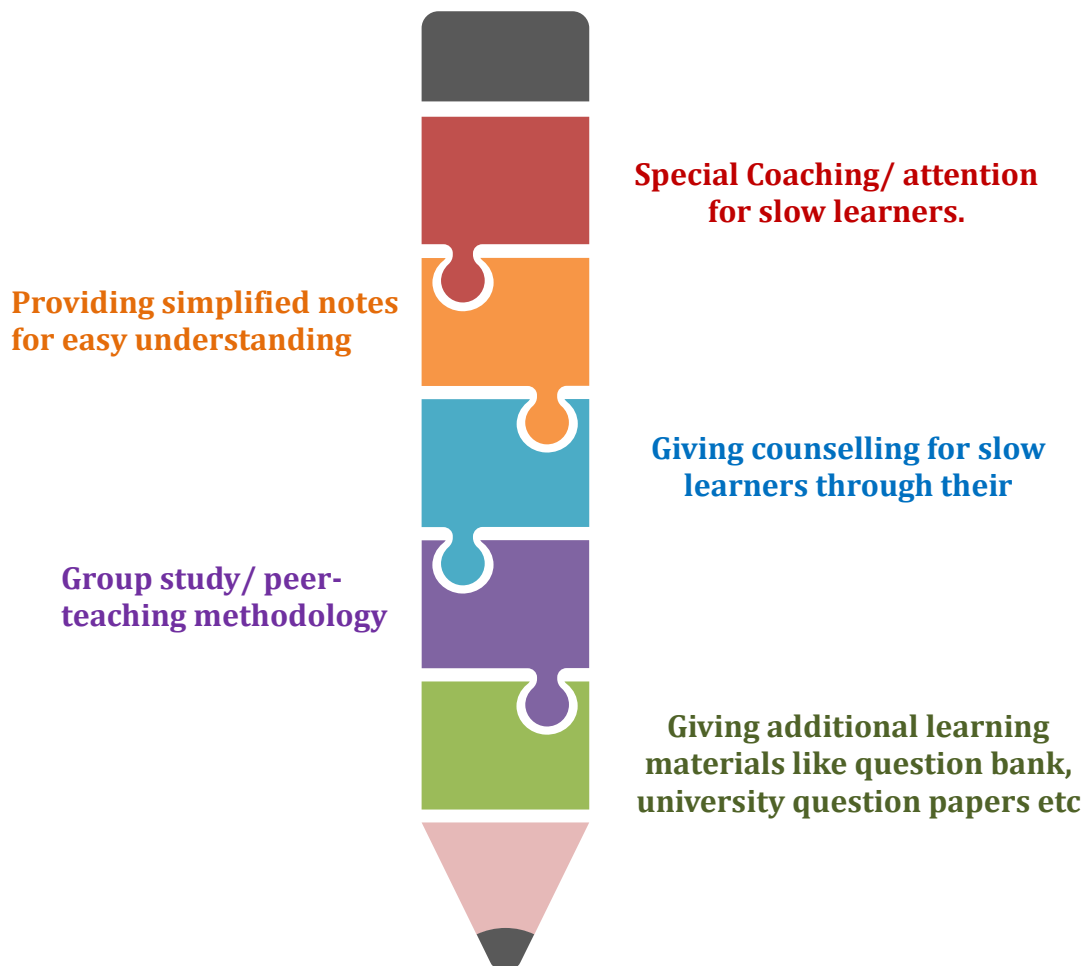 Special Coaching/ attention
for slow learners.
Providing simplified notes
for easy understanding
Giving counselling for slow
learners through their
Group study/ peer-
teaching methodology
Giving additional learning
materials like question bank,
university question papers etc